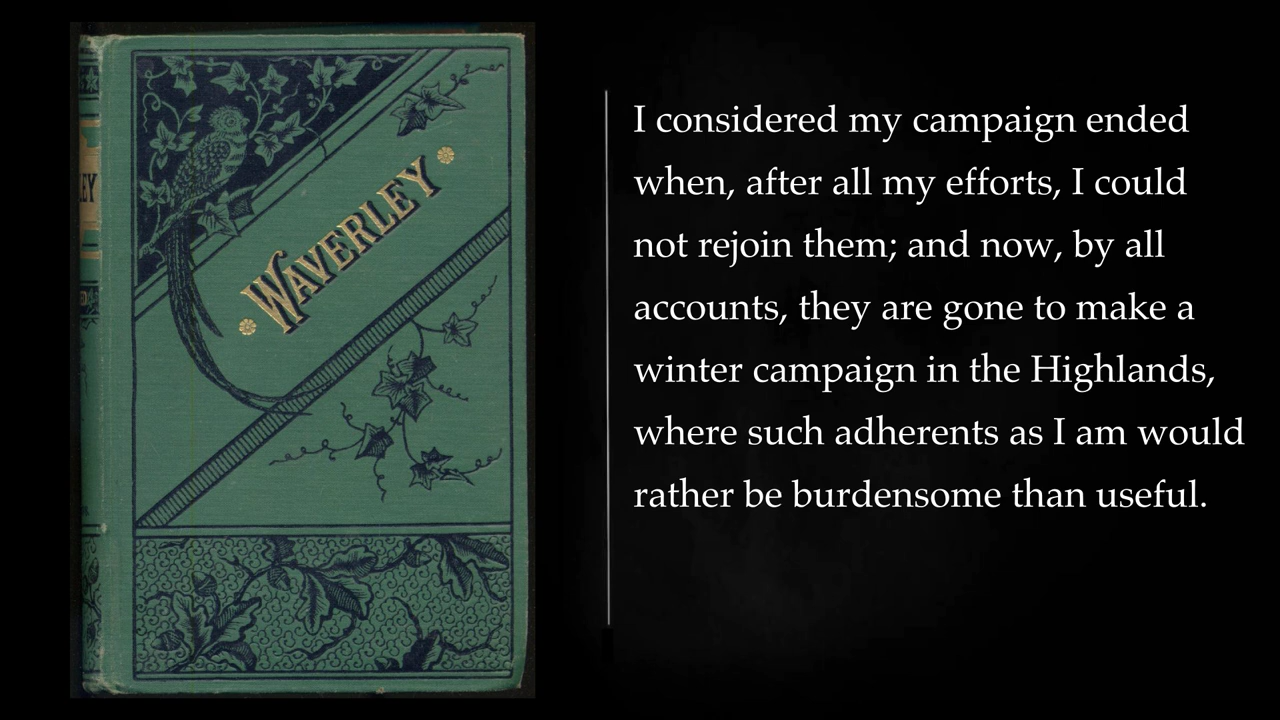 WAVERLEY
I considered my campaign ended
when, after all my efforts, I could
not rejoin them; and now, by all
accounts, they are gone to make a
winter campaign in the Highlands,
where such adherents as I am would
rather be burdensome than useful.